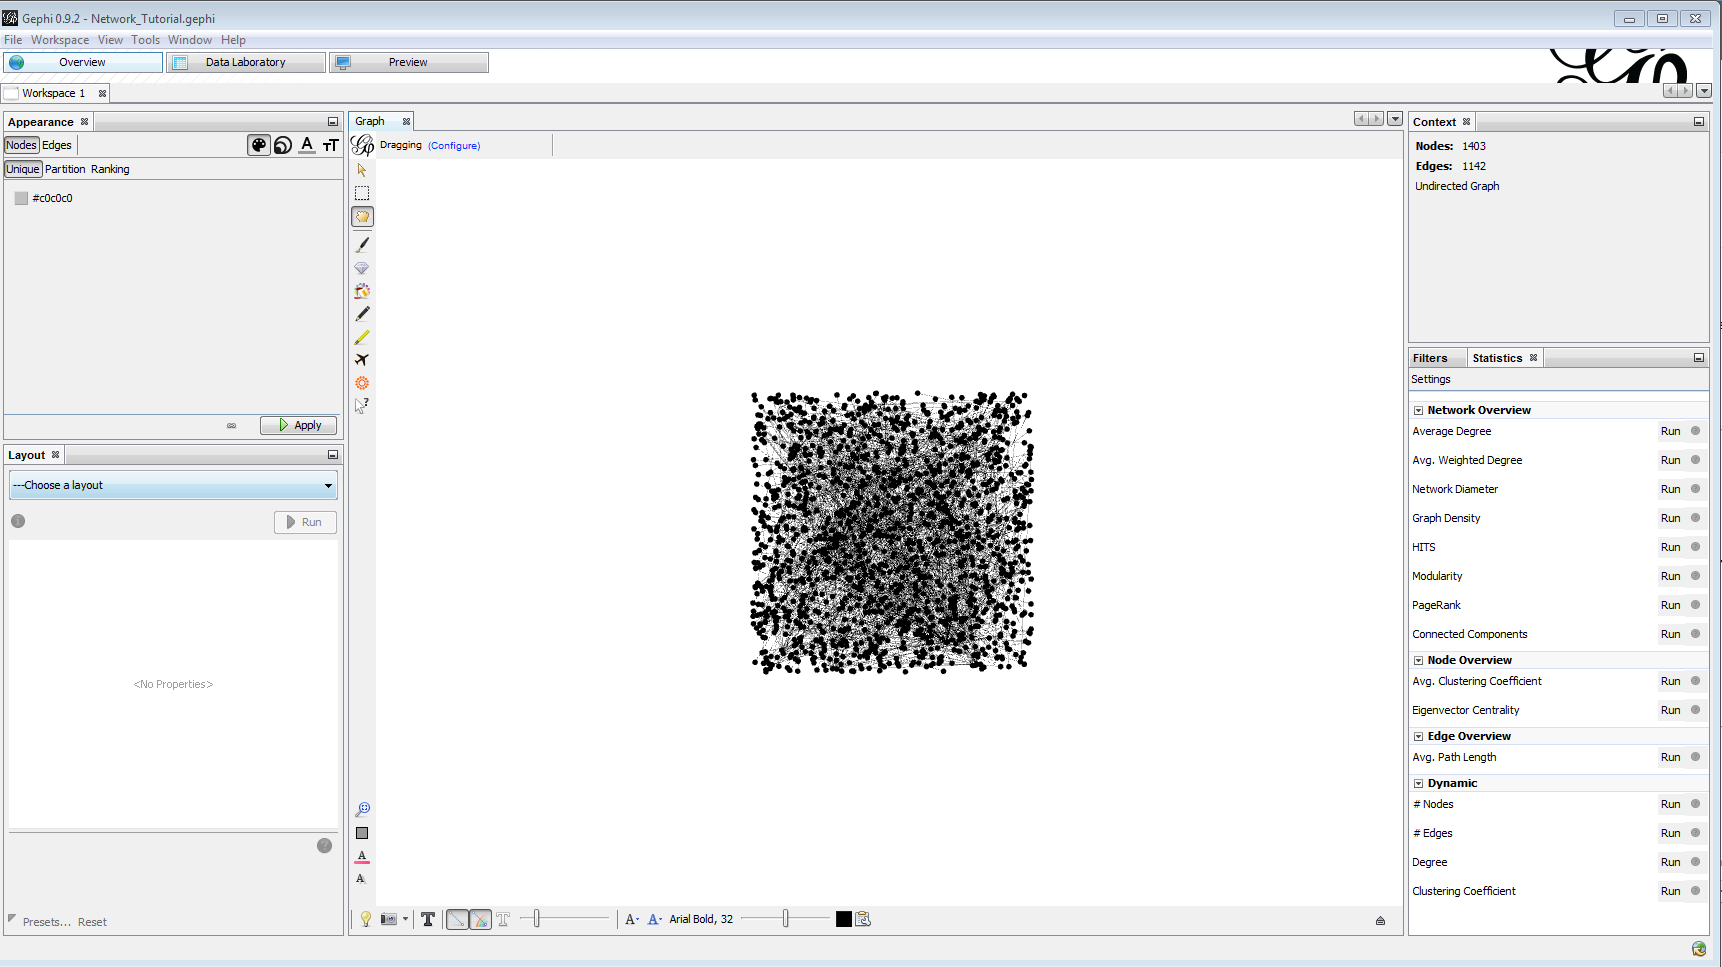 Gephi 0.9.2 - Network_Tutorial.gephi
File Workspace View Tools Window Help
Overview Data Laboratory Preview
Workspace 1
Appearance
Nodes Edges A TT
Unique Partition Ranking
#c0c0c0
Apply
Layout
---Choose a layout
Run
<No Properties>
Presets... Reset
Graph
Dragging (Configure)
A
A
T T A- A- Arial Bold, 32
Context
Nodes: 1403
Edges: 1142
Undirected Graph
Filters Statistics
Settings
Network Overview
Average Degree Run
Avg. Weighted Degree Run
Network Diameter Run
Graph Density Run
HITS Run
Modularity Run
PageRank Run
Connected Components Run
Node Overview
Avg. Clustering Coefficient Run
Eigenvector Centrality Run
Edge Overview
Avg. Path Length Run
Dynamic
# Nodes Run
# Edges Run
Degree Run
Clustering Coefficient Run